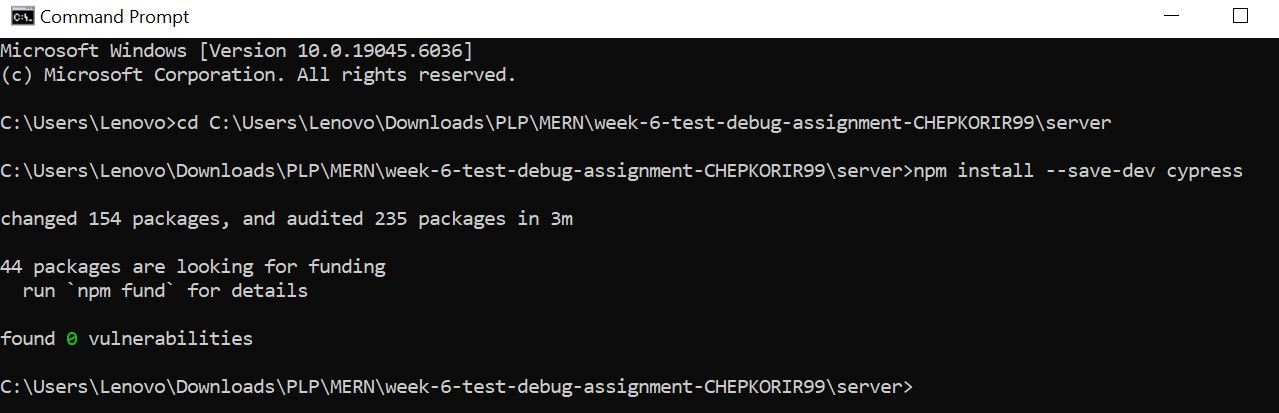 Command Prompt
Microsoft Windows [Version 10.0.19045.6036]
(c) Microsoft Corporation. All rights reserved.
C:\Users\Lenovo>cd C:\Users\Lenovo\Downloads\PLP\MERN\week-6-test-debug-assignment-CHEPKORIR99\server
C:\Users\Lenovo\Downloads\PLP\MERN\week-6-test-debug-assignment-CHEPKORIR99\server>npm install --save-dev cypress
changed 154 packages, and audited 235 packages in 3m
44 packages are looking for funding
  run `npm fund` for details
found 0 vulnerabilities
C:\Users\Lenovo\Downloads\PLP\MERN\week-6-test-debug-assignment-CHEPKORIR99\server>